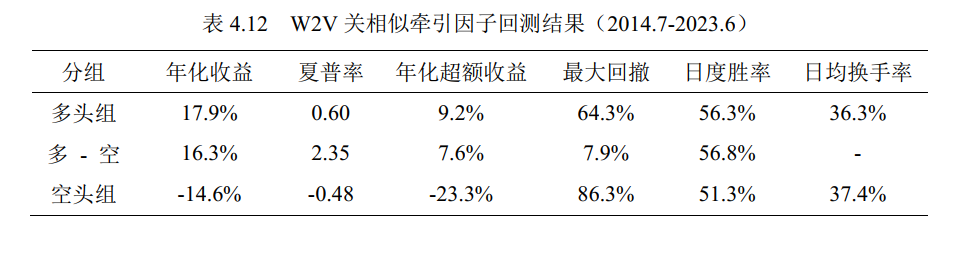 表 4.12 W2V 关相似牵引因子回测结果（2014.7-2023.6）
分组 年化收益 夏普率 年化超额收益 最大回撤 日度胜率 日均换手率
多头组 17.9% 0.60 9.2% 64.3% 56.3% 36.3%
多 - 空 16.3% 2.35 7.6% 7.9% 56.8% -
空头组 -14.6% -0.48 -23.3% 86.3% 51.3% 37.4%